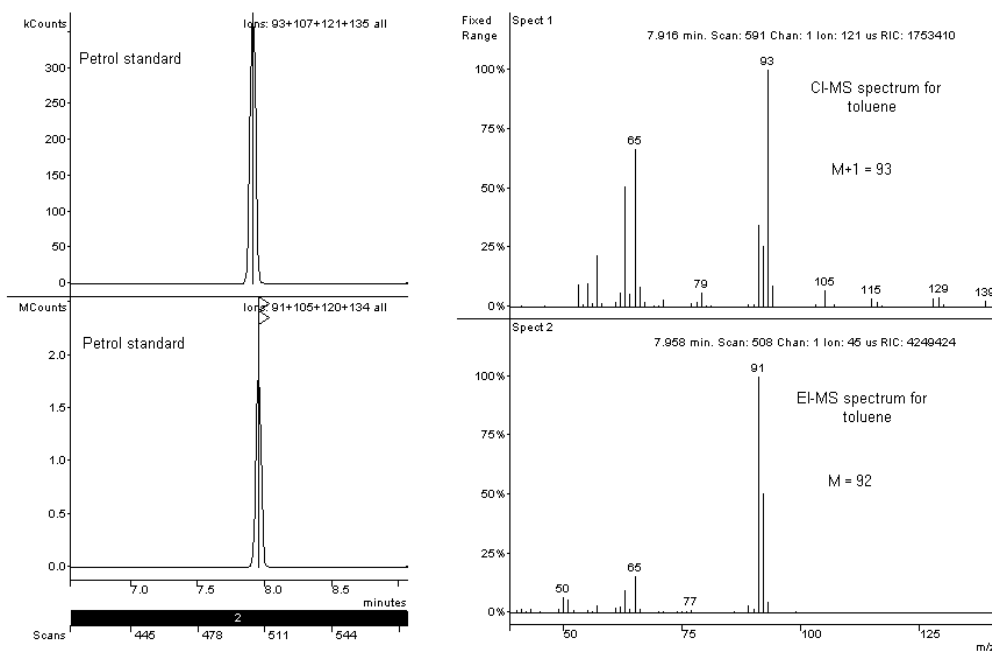 kCounts
Ions: 93+107+121+135 all
Petrol standard
300
250
200
150
100
50
0
MCounts
Ions: 91+105+120+134 all
Petrol standard
2.0
1.5
1.0
0.5
0.0
7.0 7.5 8.0 8.5
minutes
2
Scans 445 478 511 544
Fixed
Range
Spect 1
7.916 min. Scan: 591 Chan: 1 Ion: 121 us RIC: 1753410
100%
75%
50%
25%
0%
93
65
79
105
115
129
139
CI-MS spectrum for
toluene
M+1 = 93
Spect 2
7.958 min. Scan: 508 Chan: 1 Ion: 45 us RIC: 4249424
100%
75%
50%
25%
0%
91
65
50
77
EI-MS spectrum for
toluene
M = 92
50 75 100 125
m/z